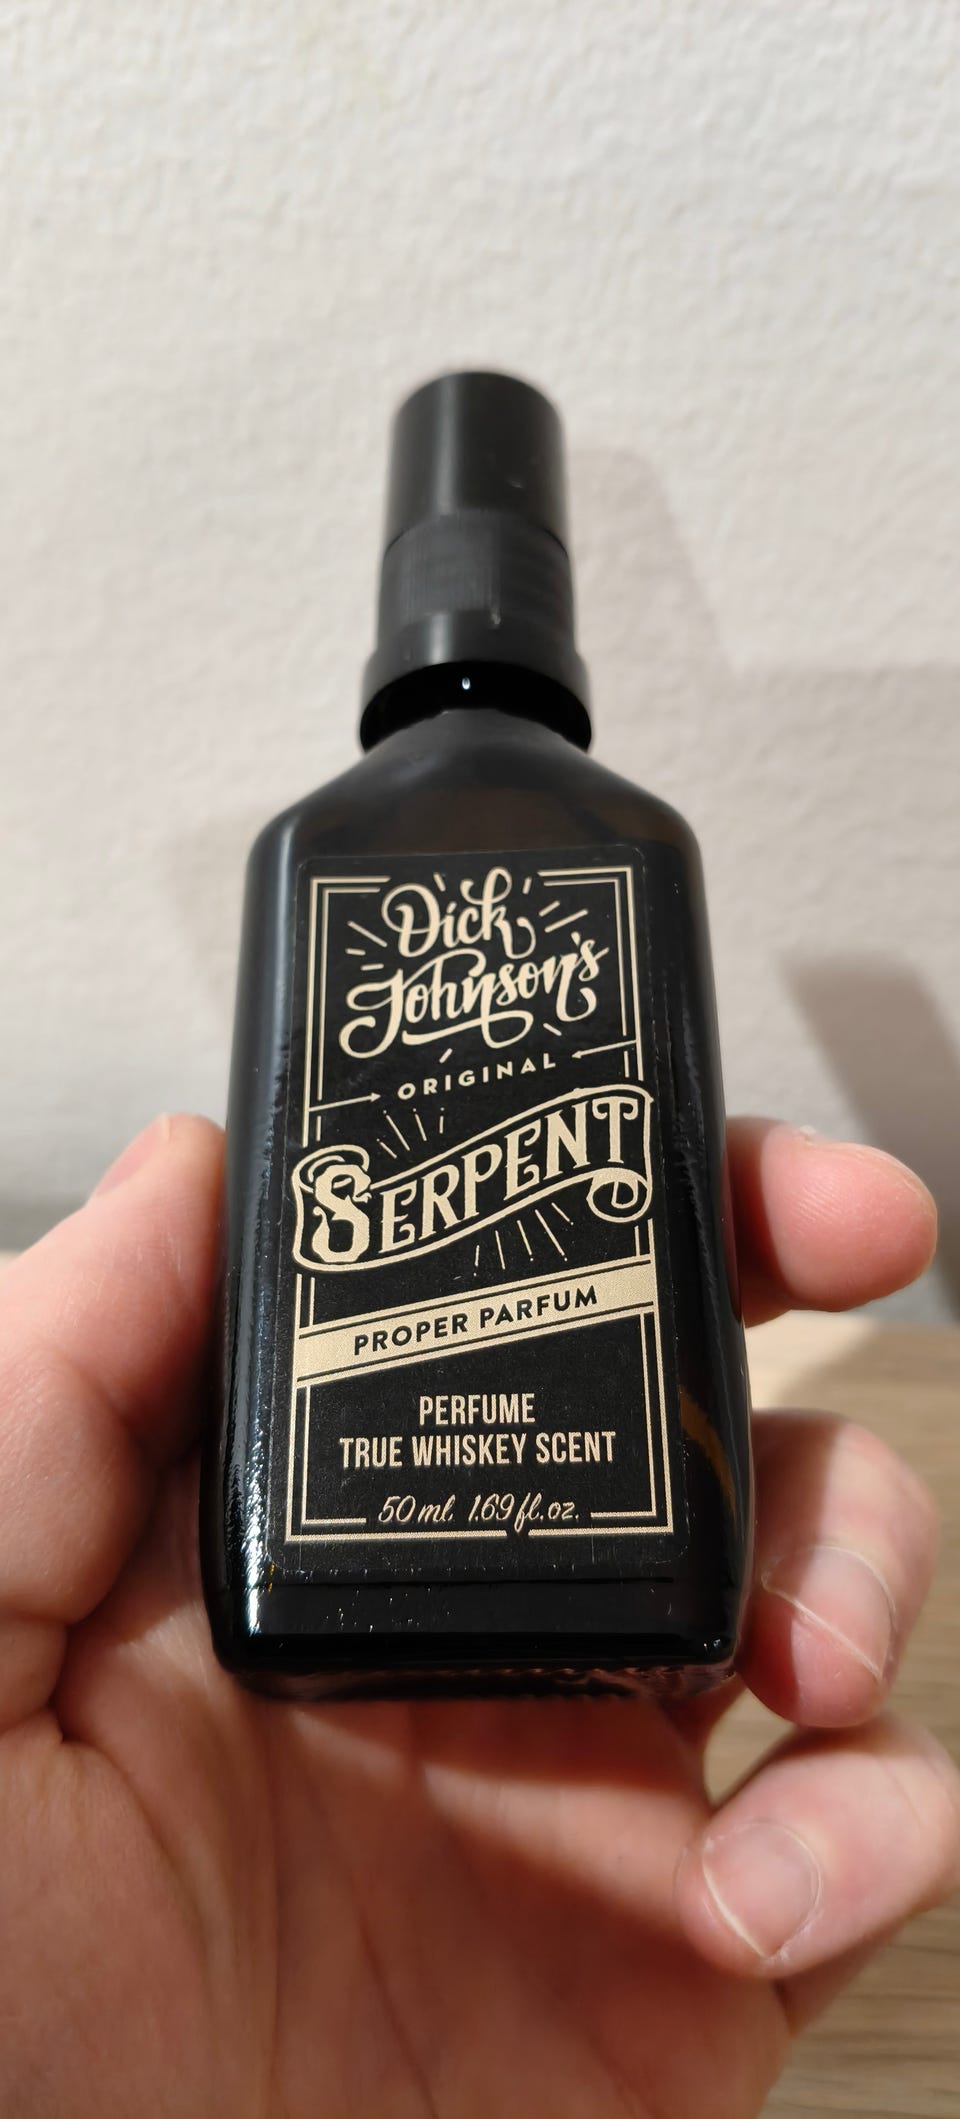 Dick
Johnson's
ORIGINAL
SERPENT
PROPER PARFUM
PERFUME
TRUE WHISKEY SCENT
50 ml. 1.69 fl. oz.